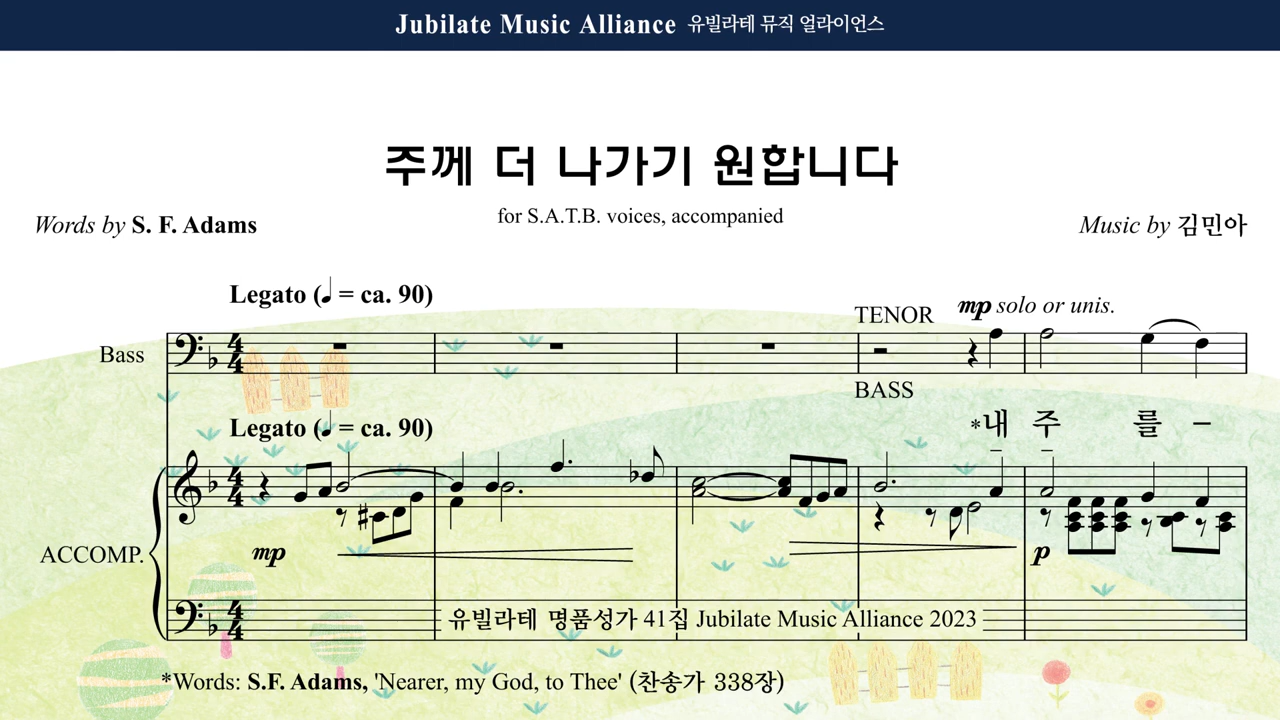 Jubilate Music Alliance 유빌라테 뮤직 얼라이언스
주께 더 나가기 원합니다
for S.A.T.B. voices, accompanied
Words by S. F. Adams
Music by 김민아
Legato (♩ = ca. 90)
TENOR mp solo or unis.
Bass
BASS
*내 주 를 –
Legato (♩ = ca. 90)
ACCOMP.
mp
p
유빌라테 명품성가 41집 Jubilate Music Alliance 2023
*Words: S.F. Adams, 'Nearer, my God, to Thee' (찬송가 338장)